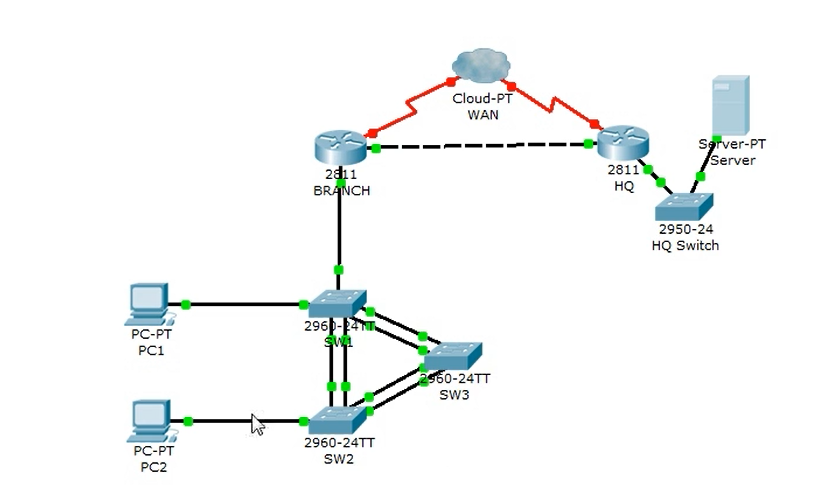 Cloud-PT
WAN
Server-PT
Server
2811
BRANCH
2811
HQ
2950-24
HQ Switch
PC-PT
PC1
2960-24TT
SW1
2960-24TT
SW3
PC-PT
PC2
2960-24TT
SW2